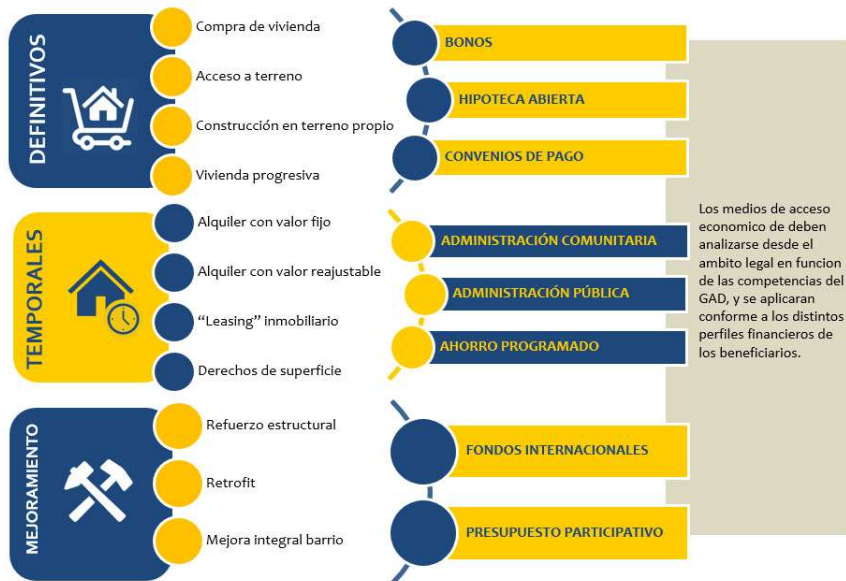 DEFINITIVOS
Compra de vivienda
Acceso a terreno
Construcción en terreno propio
Vivienda progresiva
BONOS
HIPOTECA ABIERTA
CONVENIOS DE PAGO
TEMPORALES
Alquiler con valor fijo
Alquiler con valor reajustable
“Leasing” inmobiliario
Derechos de superficie
ADMINISTRACIÓN COMUNITARIA
ADMINISTRACIÓN PÚBLICA
AHORRO PROGRAMADO
MEJORAMIENTO
Refuerzo estructural
Retrofit
Mejora integral barrio
FONDOS INTERNACIONALES
PRESUPUESTO PARTICIPATIVO
Los medios de acceso
economico de deben
analizarse desde el
ambito legal en funcion
de las competencias del
GAD, y se aplicaran
conforme a los distintos
perfiles financieros de
los beneficiarios.